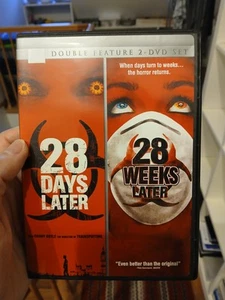 DOUBLE FEATURE 2-DVD SET
When days turn to weeks...
the horror returns.
28
DAYS
LATER
28
WEEKS
LATER
"Even better than the original."